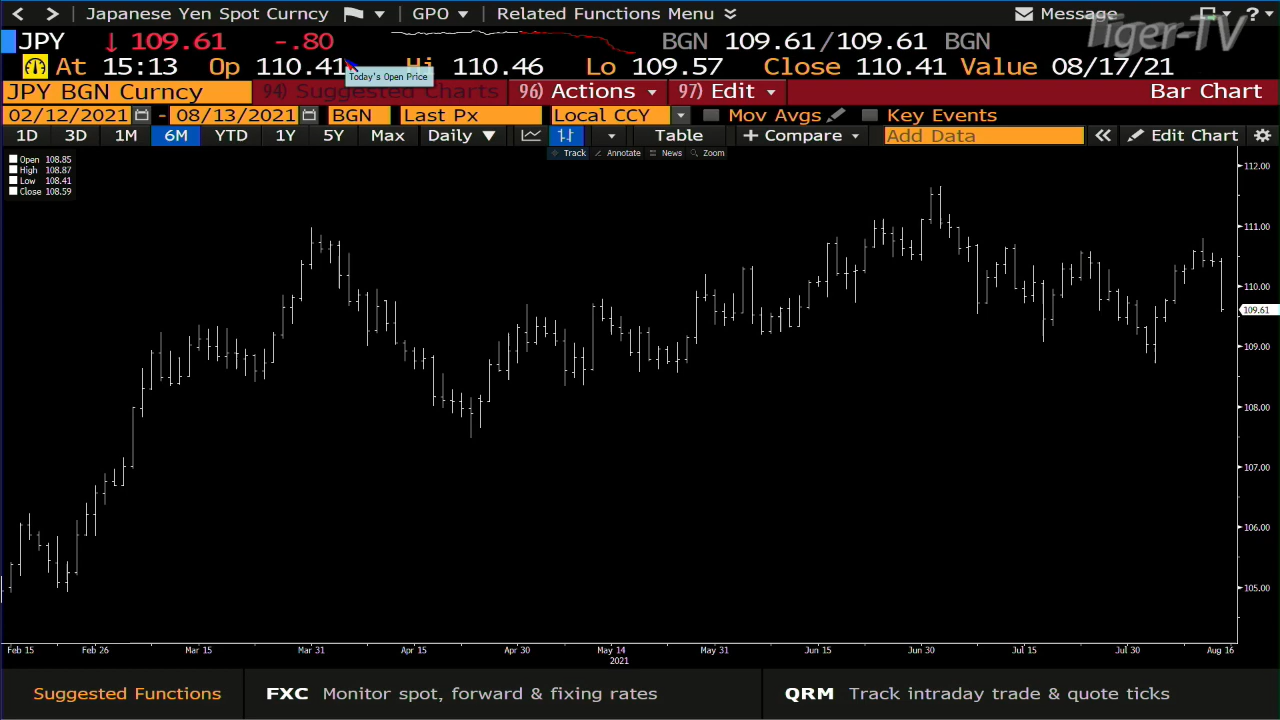 Japanese Yen Spot Curncy GPO Related Functions Menu Message ?
Tiger-TV
JPY ↓ 109.61 -.80 BGN 109.61/109.61 BGN
At 15:13 Op 110.41 Hi 110.46 Lo 109.57 Close 110.41 Value 08/17/21
Today's Open Price
JPY BGN Curncy 94) Suggested Charts 96) Actions 97) Edit Bar Chart
02/12/2021 - 08/13/2021 BGN Last Px Local CCY Mov Avgs Key Events
1D 3D 1M 6M YTD 1Y 5Y Max Daily ▼ Table + Compare Add Data « Edit Chart
Track Annotate News Zoom
Open 108.85
High 108.87
Low 108.41
Close 108.59
112.00
111.00
110.00
109.61
109.00
108.00
107.00
106.00
105.00
Feb 15 Feb 26 Mar 15 Mar 31 Apr 15 Apr 30 May 14 May 31 Jun 15 Jun 30 Jul 15 Jul 30 Aug 16
2021
Suggested Functions FXC Monitor spot, forward & fixing rates QRM Track intraday trade & quote ticks